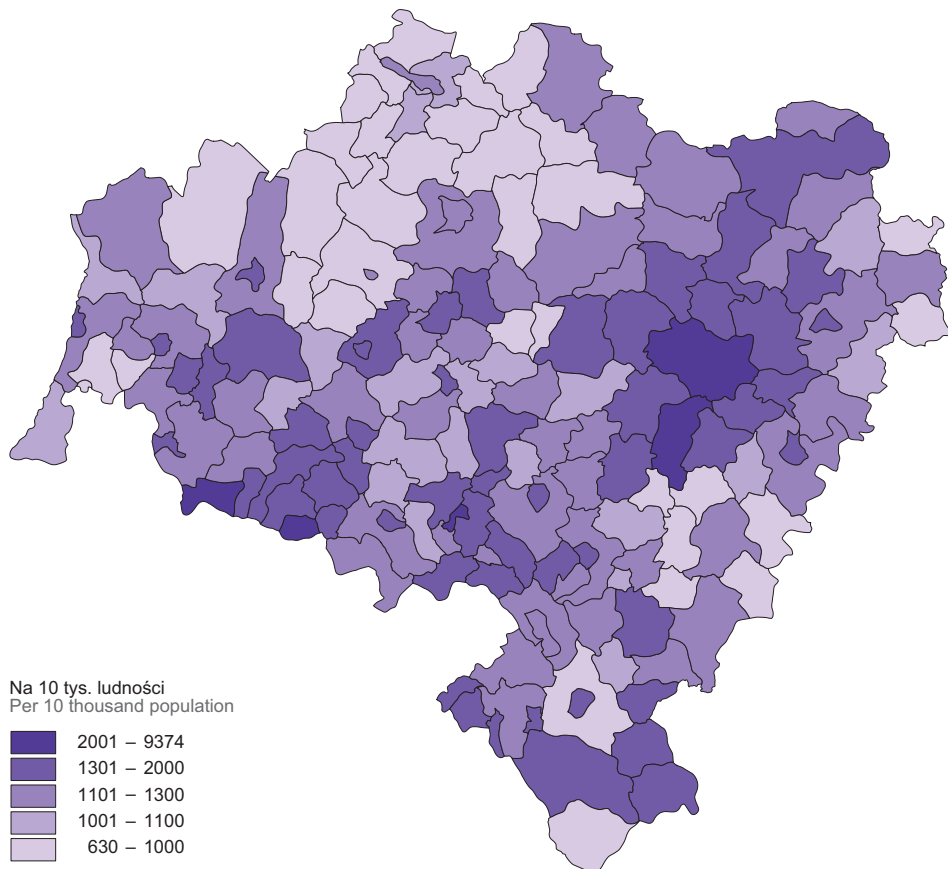 Na 10 tys. ludności
Per 10 thousand population
2001 – 9374
1301 – 2000
1101 – 1300
1001 – 1100
630 – 1000